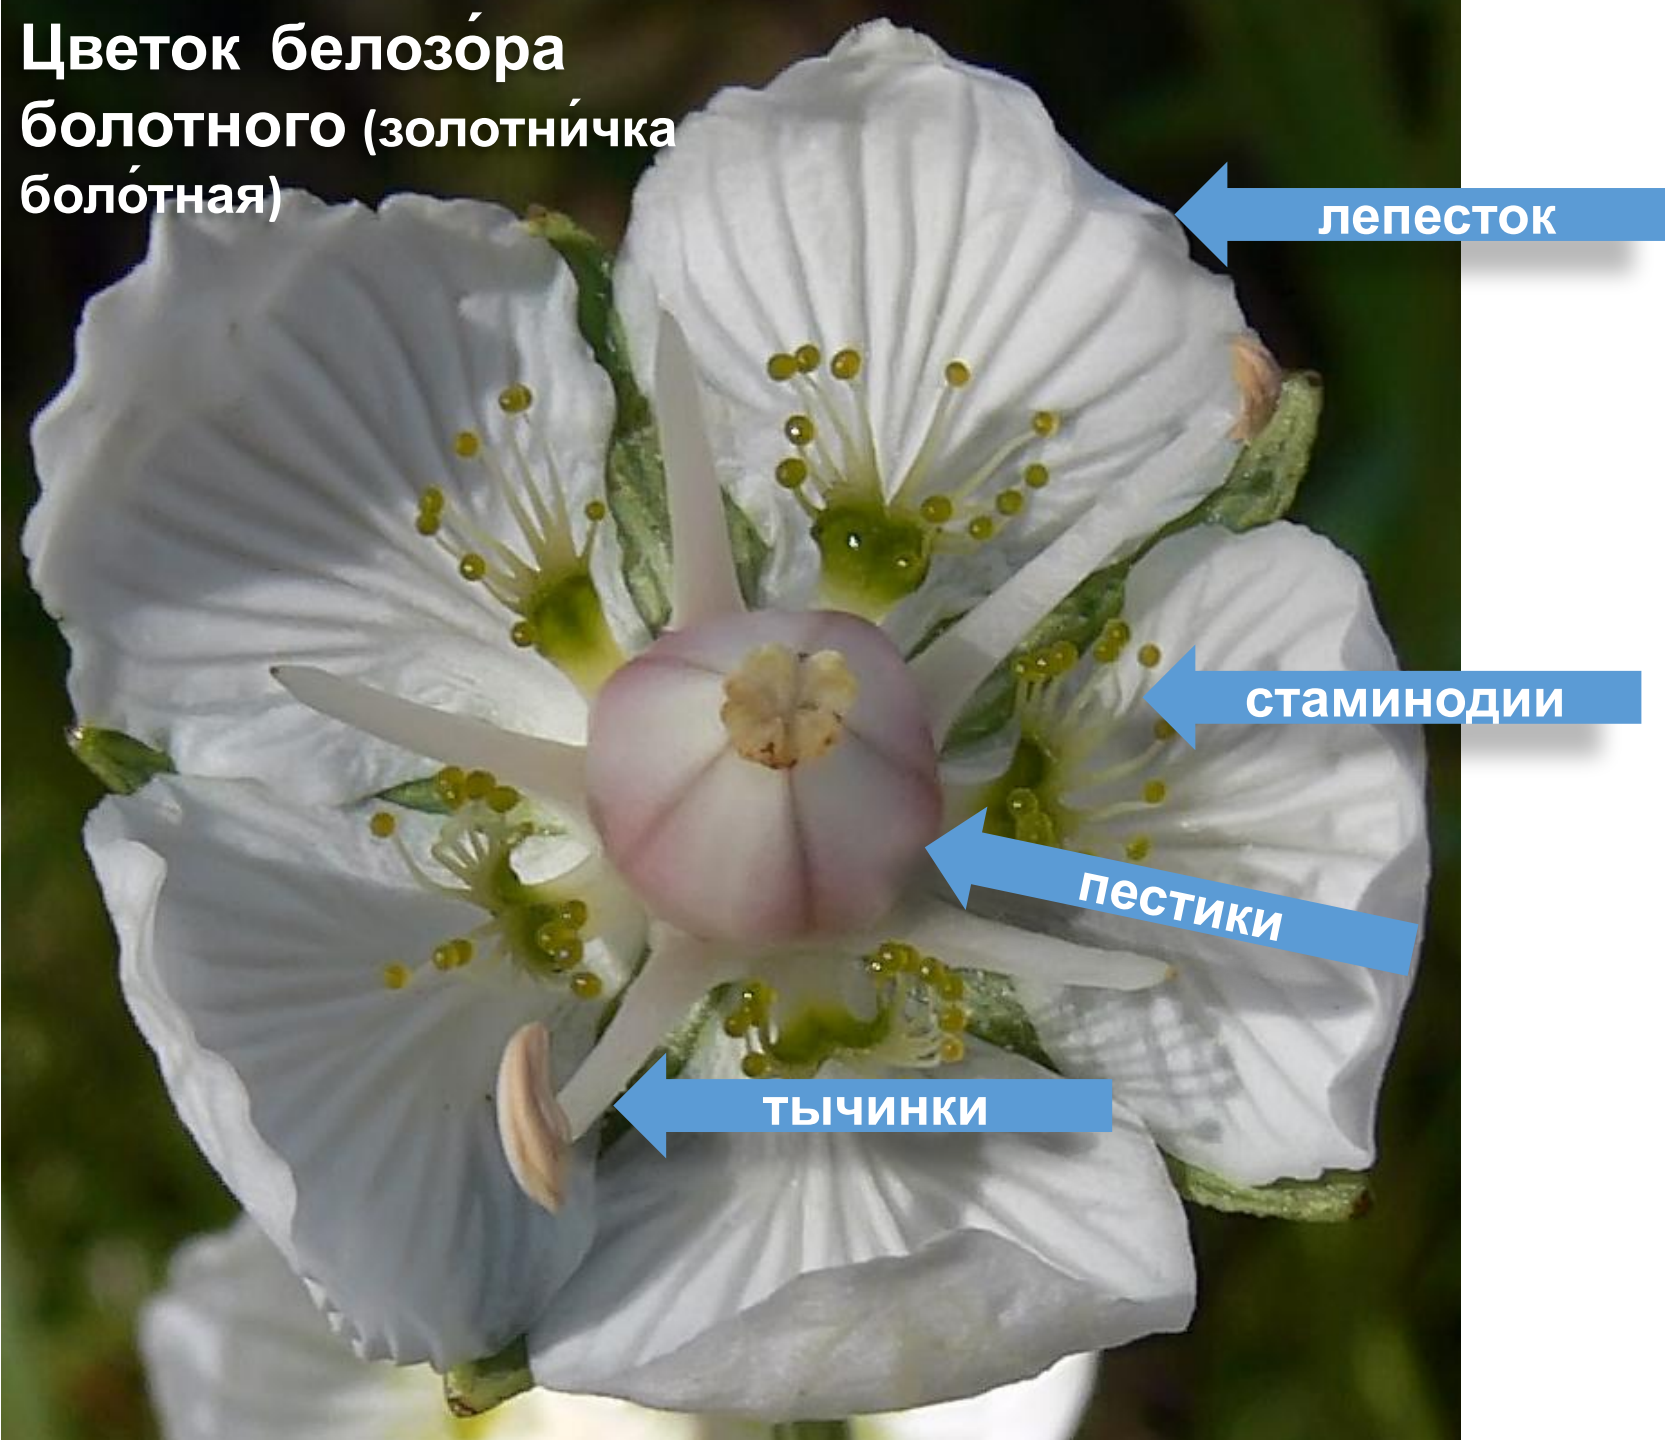 Цветок белозо́ра
болотного (золотни́чка
боло́тная)
лепесток
стаминодии
пестики
тычинки